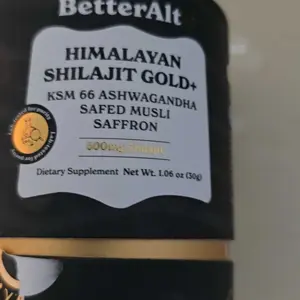 BetterAlt
HIMALAYAN
SHILAJIT GOLD+
KSM 66 ASHWAGANDHA
SAFED MUSLI
SAFFRON
Dietary Supplement Net Wt. 1.06 oz (30g)